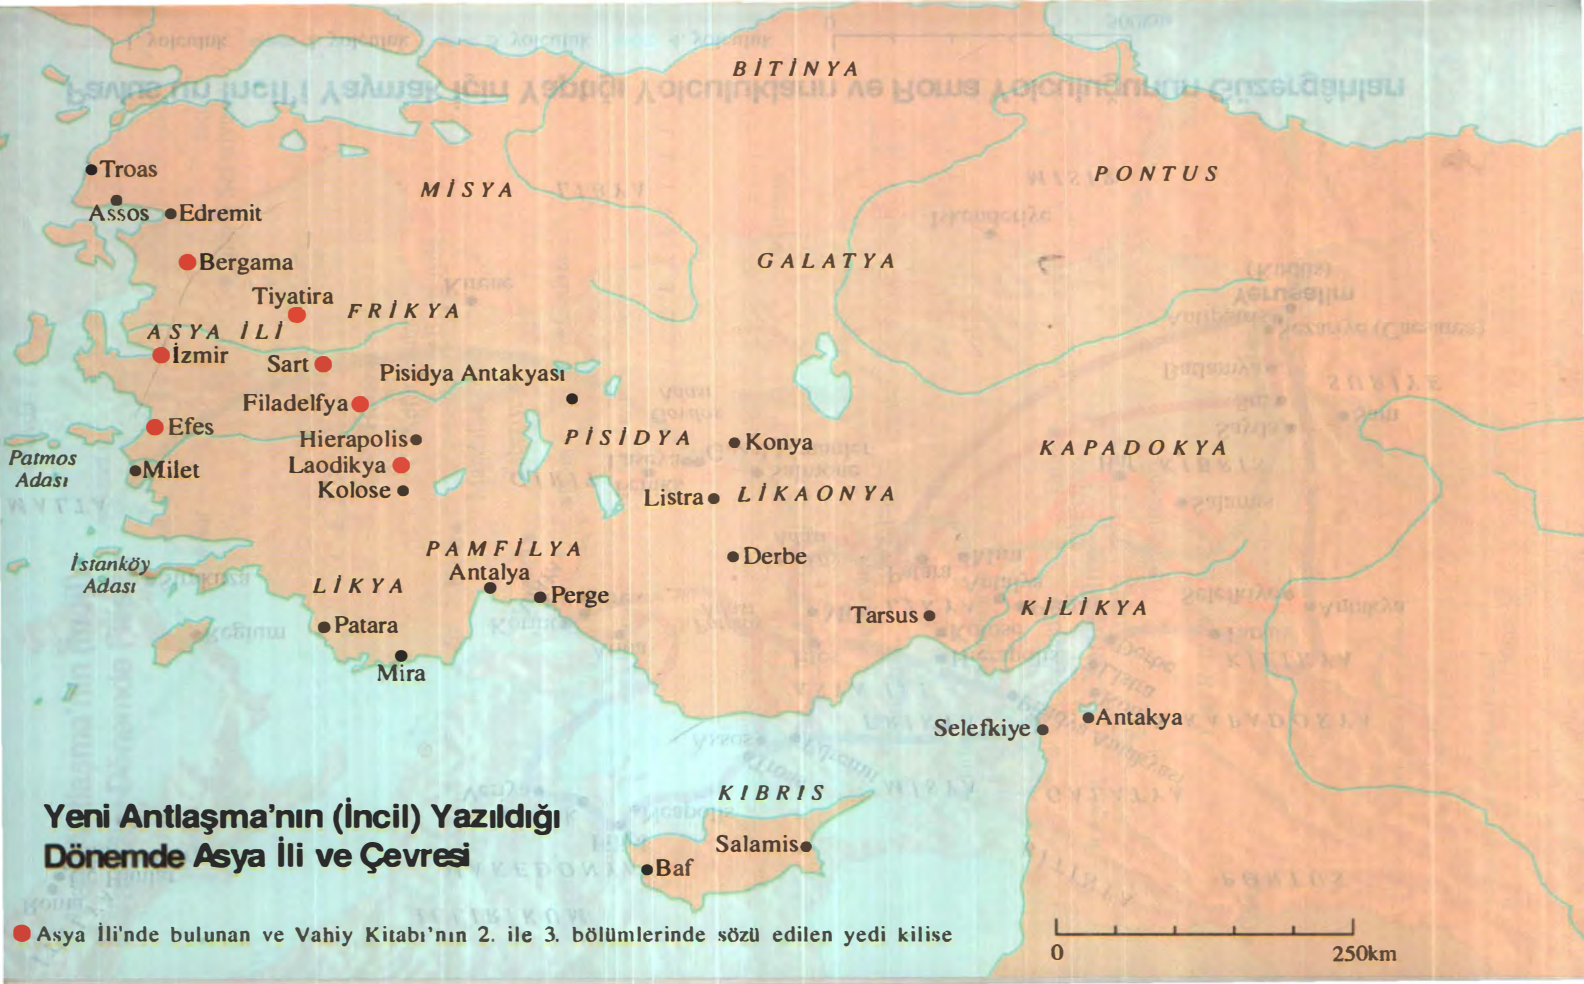 BİTİNYA
PONTUS
Troas
MİSYA
Assos
Edremit
Bergama
GALATYA
Tiyatira
FRİKYA
ASYA İLİ
İzmir
Sart
Pisidya Antakyası
Filadelfya
Efes
Hierapolis
PİSİDYA
Konya
KAPADOKYA
Patmos
Adası
Milet
Laodikya
Kolose
Listra
LİKAONYA
PAMFİLYA
Derbe
İstanköy
Adası
LİKYA
Antalya
Perge
Tarsus
KİLİKYA
Patara
Mira
Selefkiye
Antakya
KIBRIS
Yeni Antlaşma'nın (İncil) Yazıldığı
Dönemde Asya İli ve Çevresi
Salamis
Baf
Asya İli'nde bulunan ve Vahiy Kitabı'nın 2. ile 3. bölümlerinde sözü edilen yedi kilise
0
250km